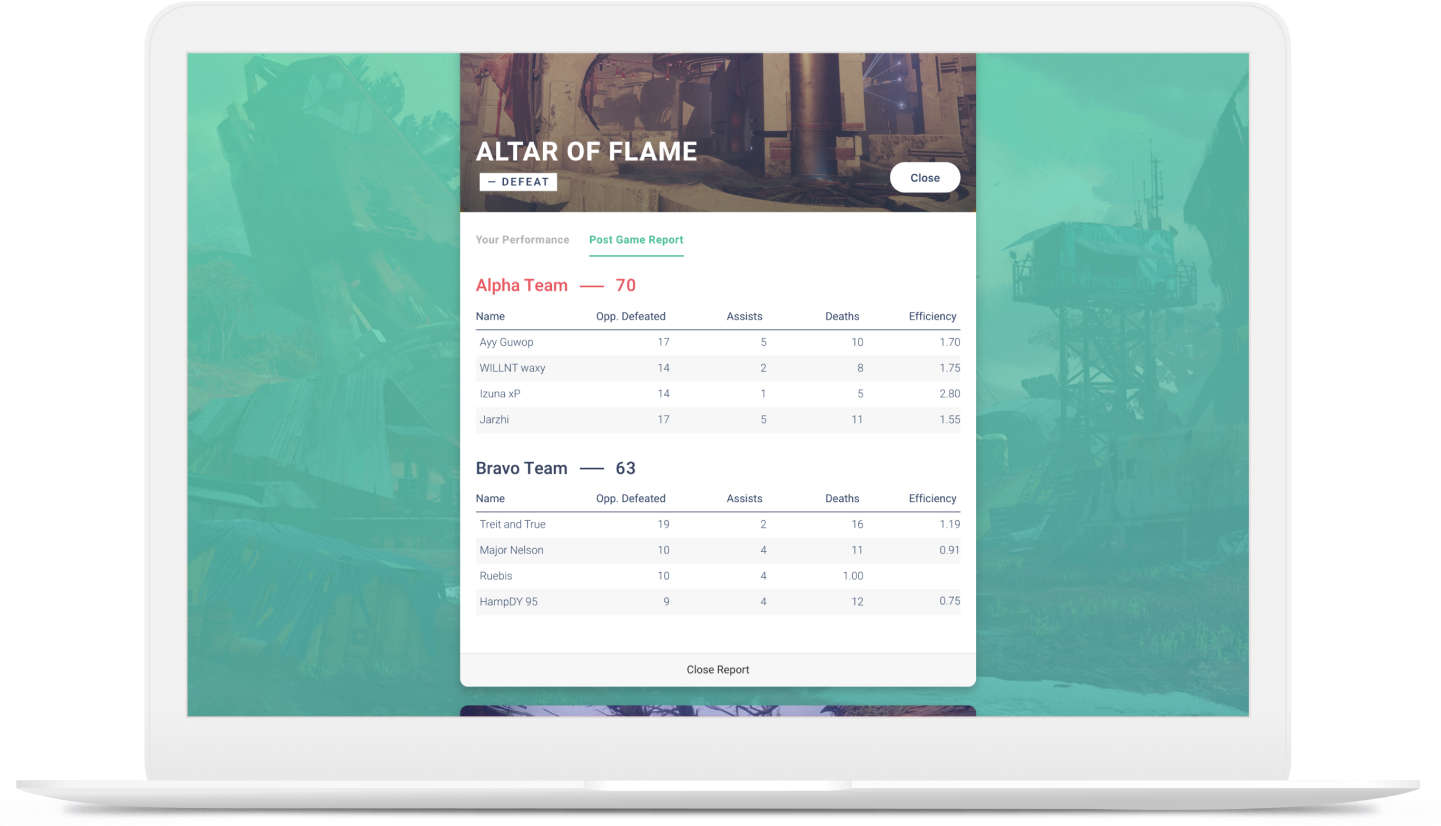 ALTAR OF FLAME
— DEFEAT
Close
Your Performance Post Game Report
Alpha Team — 70
Name Opp. Defeated Assists Deaths Efficiency
Ayy Guwop 17 5 10 1.70
WILLNT waxy 14 2 8 1.75
Izuna xP 14 1 5 2.80
Jarzhi 17 5 11 1.55
Bravo Team — 63
Name Opp. Defeated Assists Deaths Efficiency
Treit and True 19 2 16 1.19
Major Nelson 10 4 11 0.91
Ruebis 10 4 1.00
HampDY 95 9 4 12 0.75
Close Report